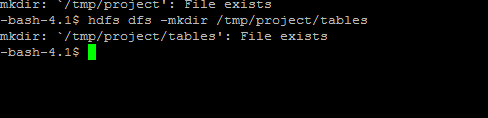 mkdir: `/tmp/project': File exists
-bash-4.1$ hdfs dfs -mkdir /tmp/project/tables
mkdir: `/tmp/project/tables': File exists
-bash-4.1$